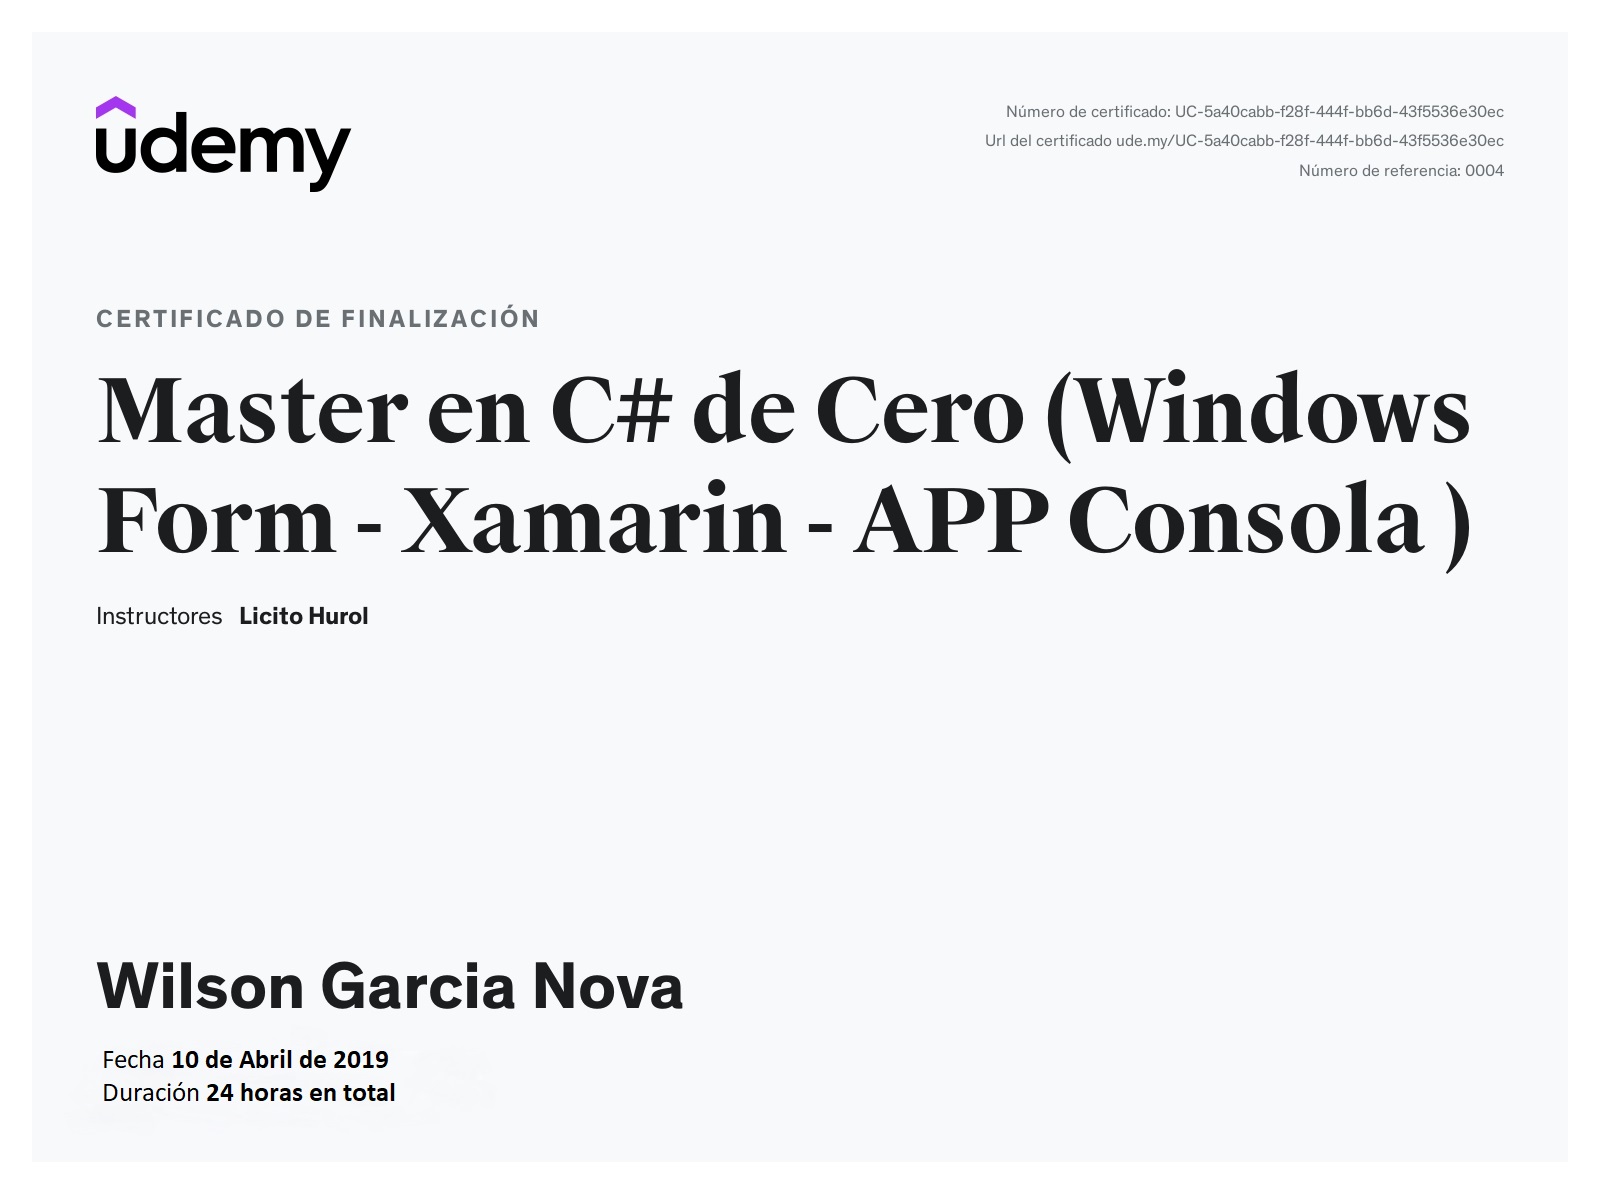 udemy
Número de certificado: UC-5a40cabb-f28f-444f-bb6d-43f5536e30ec
Url del certificado ude.my/UC-5a40cabb-f28f-444f-bb6d-43f5536e30ec
Número de referencia: 0004
CERTIFICADO DE FINALIZACIÓN
Master en C# de Cero (Windows
Form - Xamarin - APP Consola )
Instructores Licito Hurol
Wilson Garcia Nova
Fecha 10 de Abril de 2019
Duración 24 horas en total